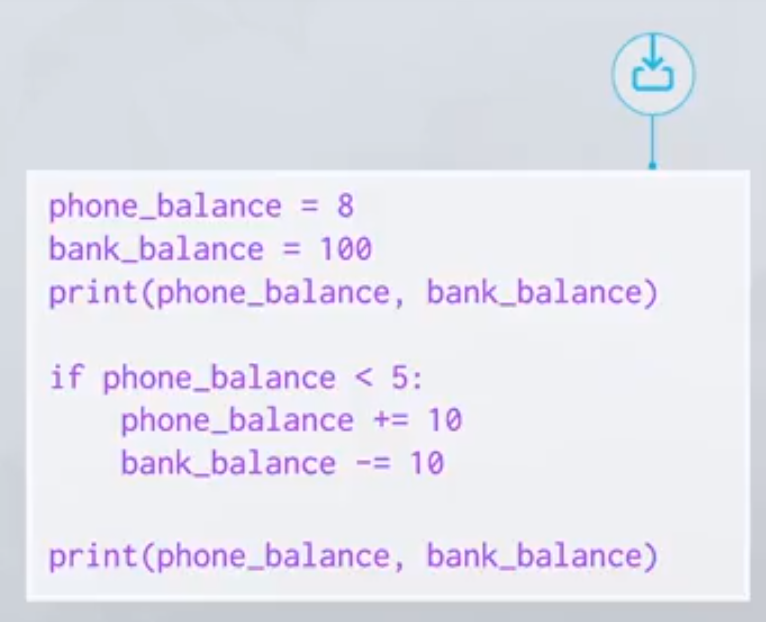 phone_balance = 8
bank_balance = 100
print(phone_balance, bank_balance)
if phone_balance < 5:
    phone_balance += 10
    bank_balance -= 10
print(phone_balance, bank_balance)